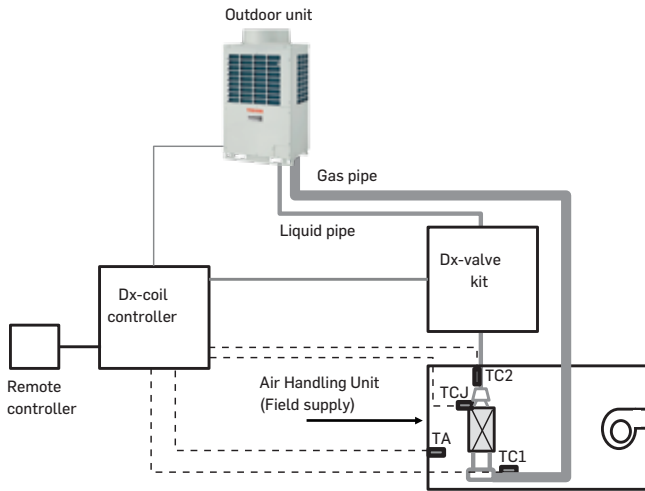 Outdoor unit
Gas pipe
Liquid pipe
Dx-coil
controller
Dx-valve
kit
Remote
controller
Air Handling Unit
(Field supply)
TC2
TCJ
TA
TC1